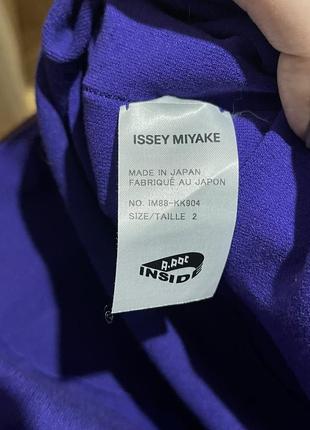 ISSEY MIYAKE
MADE IN JAPAN
FABRIQUÉ AU JAPON
NO. IM88-KK904
SIZE/TAILLE 2
A-POC
INSIDE